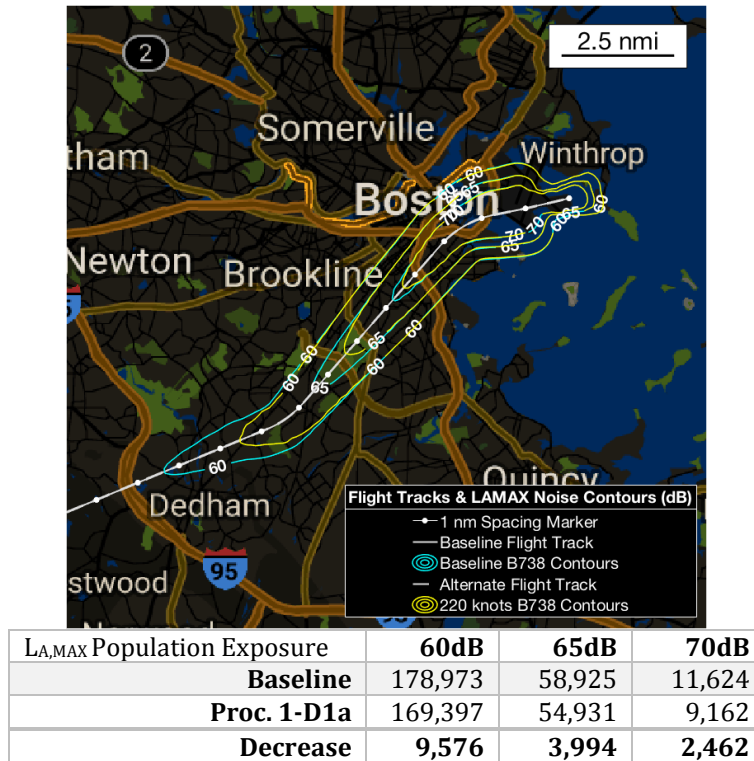 2
2.5 nmi
Somerville
Winthrop
tham
60
60
60
65
65
60
Boston
70
65
70
70
60
65
Newton
Brookline
60
60
65
60
60
65
60
Dedham
Quincy
Flight Tracks & LAMAX Noise Contours (dB)
1 nm Spacing Marker
Baseline Flight Track
Baseline B738 Contours
Alternate Flight Track
220 knots B738 Contours
95
stwood
LA,MAX Population Exposure 60dB 65dB 70dB
Baseline 178,973 58,925 11,624
Proc. 1-D1a 169,397 54,931 9,162
Decrease 9,576 3,994 2,462